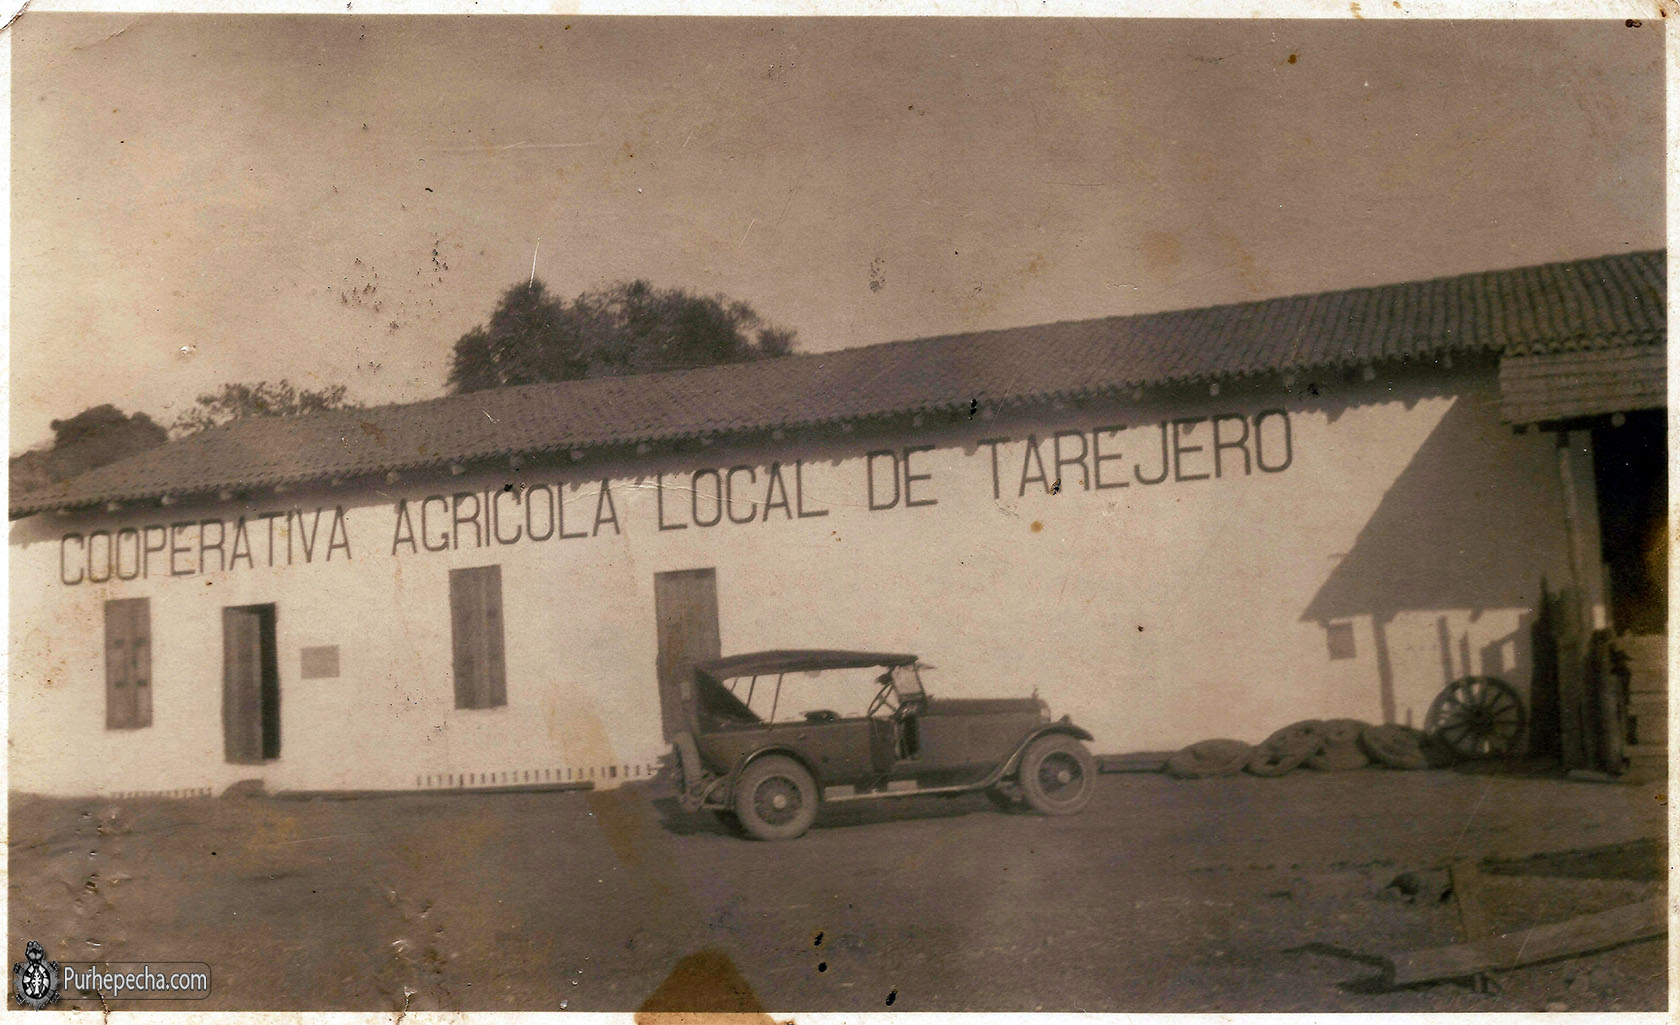 COOPERATIVA AGRICOLA LOCAL DE TAREJERO
Purhepecha.com